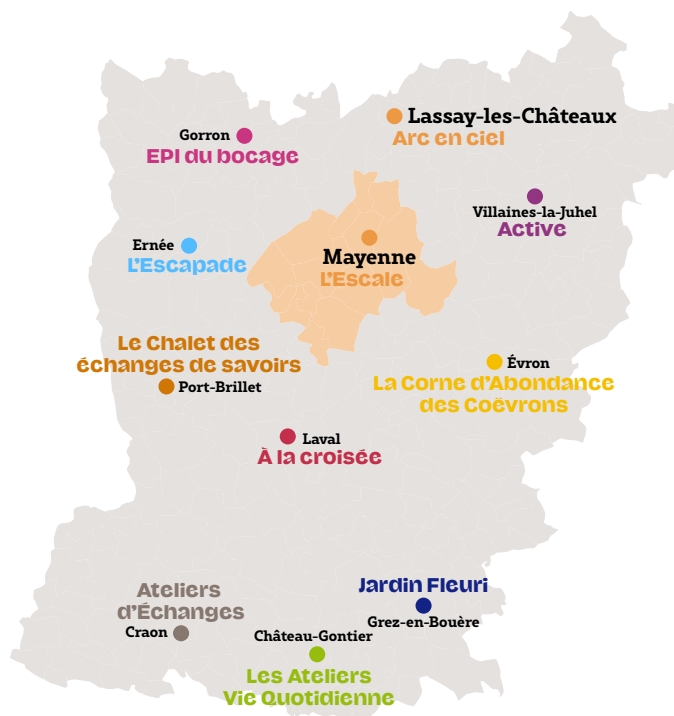 Lassay-les-Châteaux
Arc en ciel
Gorron
EPI du bocage
Villaines-la-Juhel
Active
Ernée
L'Escapade
Mayenne
L'Escale
Le Chalet des
échanges de savoirs
Port-Brillet
Évron
La Corne d'Abondance
des Coëvrons
Laval
À la croisée
Jardin Fleuri
Grez-en-Bouère
Ateliers
d'Échanges
Craon
Château-Gontier
Les Ateliers
Vie Quotidienne